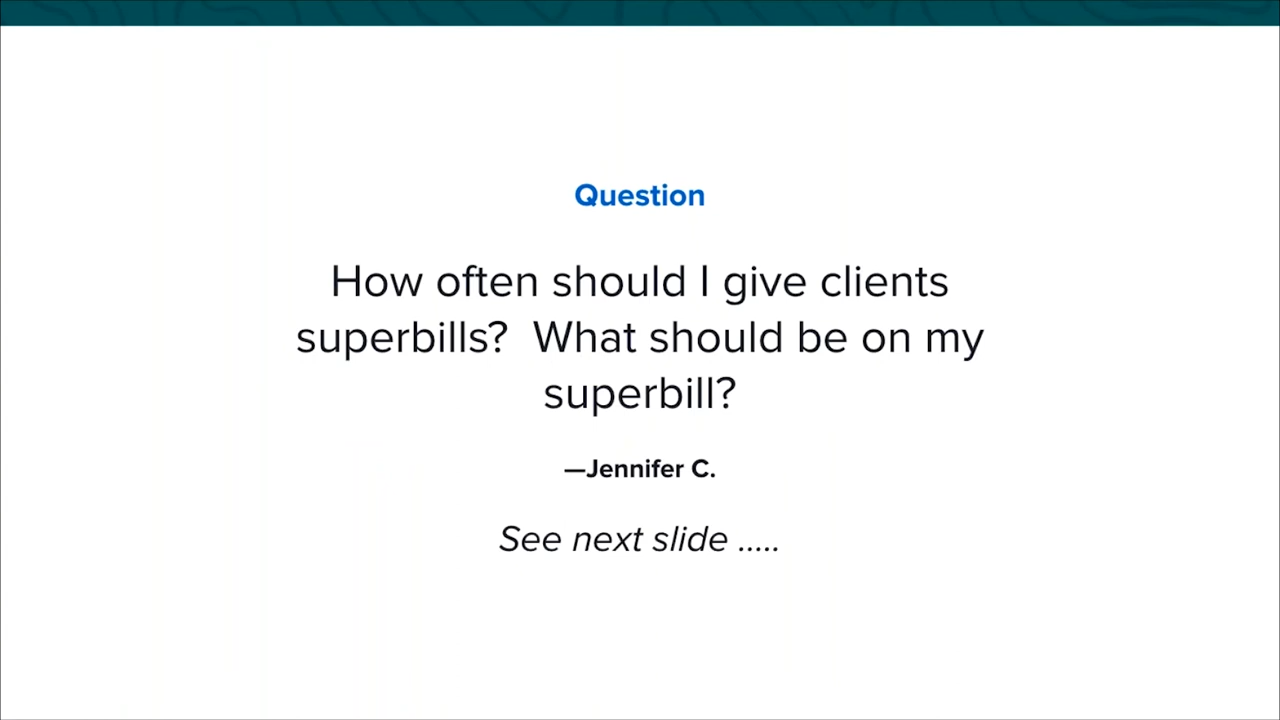 Question
How often should I give clients
superbills?  What should be on my
superbill?
—Jennifer C.
See next slide .....